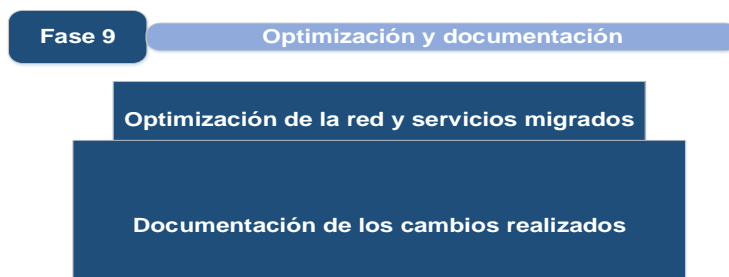 Fase 9
Optimización y documentación
Optimización de la red y servicios migrados
Documentación de los cambios realizados